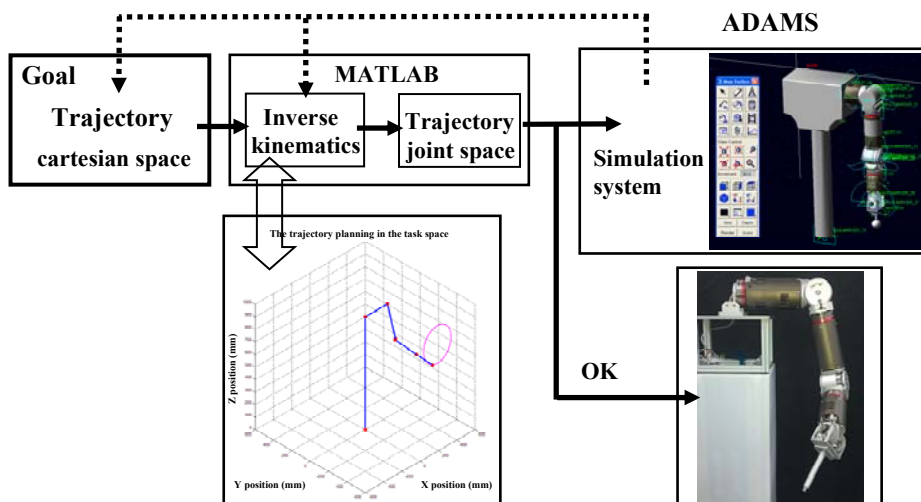 ADAMS
Goal
Trajectory
cartesian space
MATLAB
Inverse
kinematics
Trajectory
joint space
Simulation
system
The trajectory planning in the task space
Z position (mm)
Y position (mm)
X position (mm)
OK